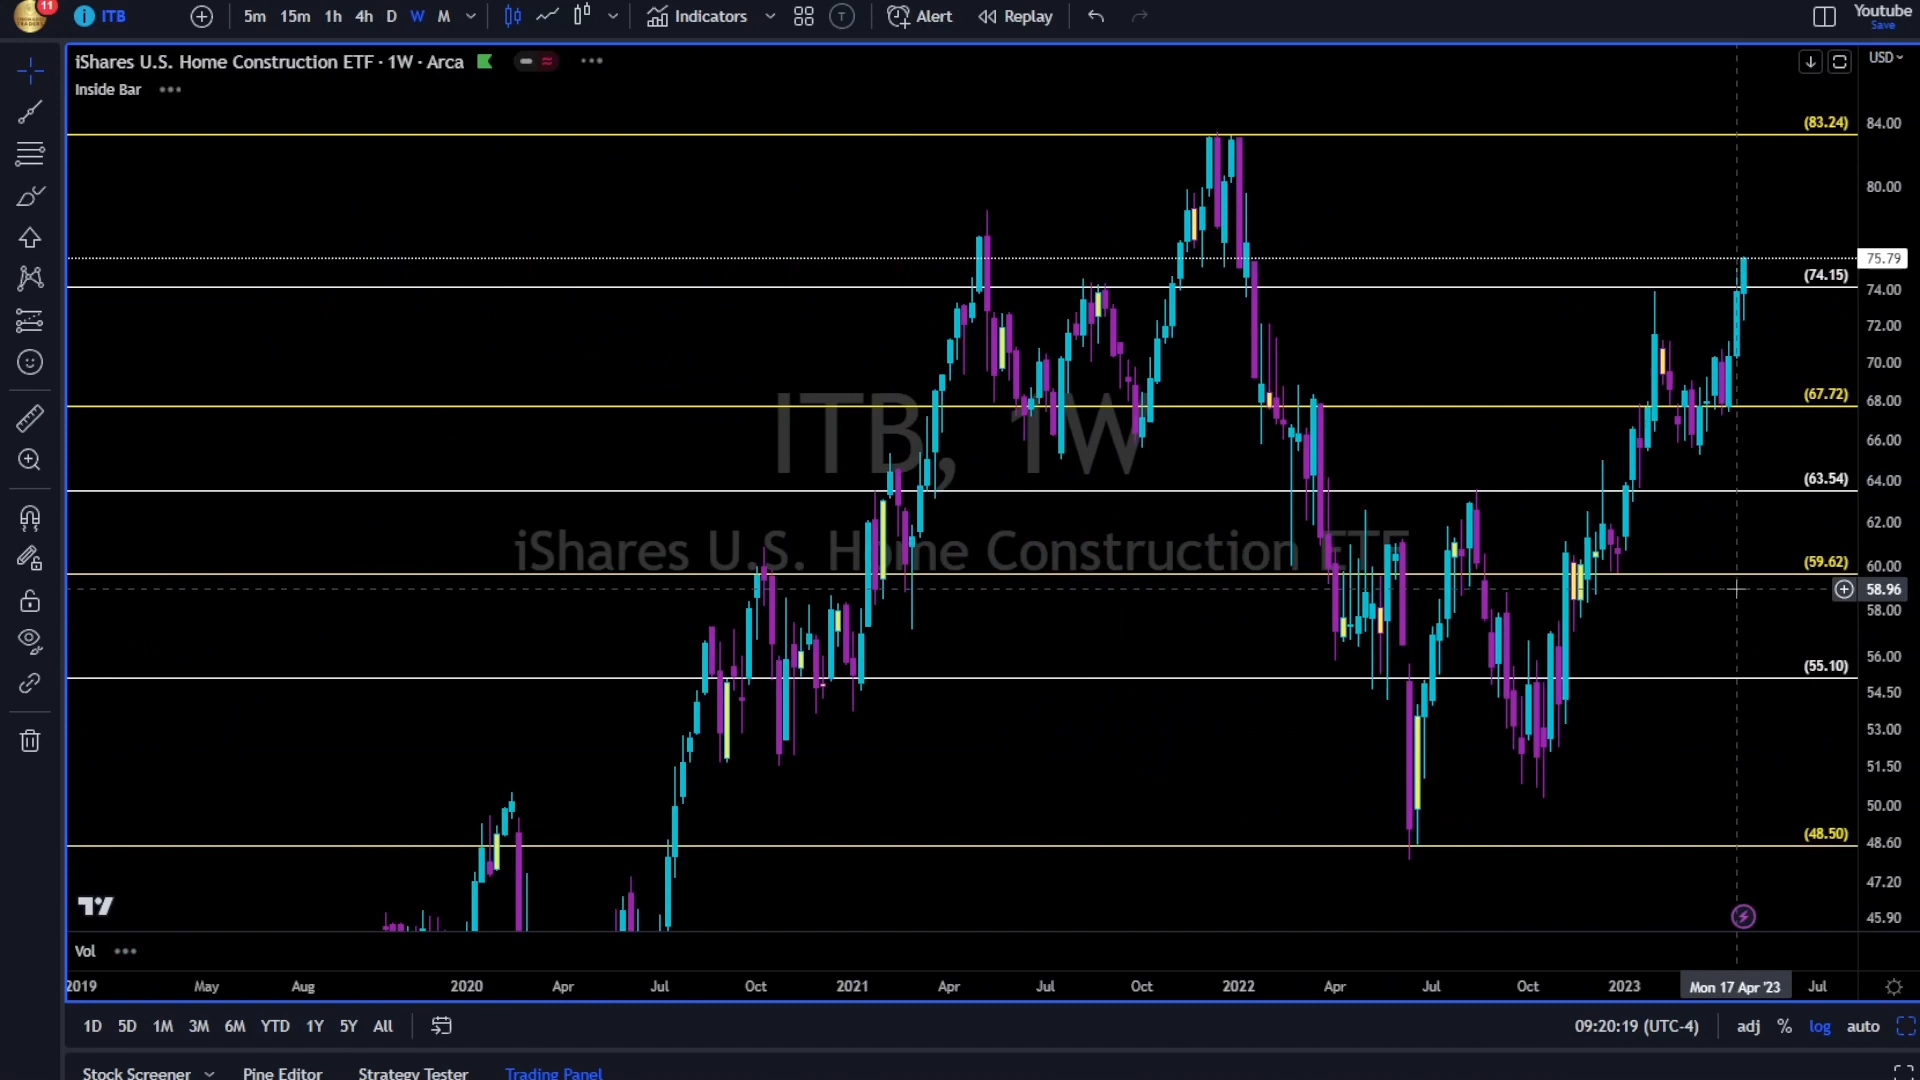 11
ITB
5m 15m 1h 4h D W M
Indicators
T
Alert
Replay
Youtube
Save
iShares U.S. Home Construction ETF · 1W · Arca
Inside Bar
USD
(83.24)
(74.15)
(67.72)
(63.54)
(59.62)
(55.10)
(48.50)
84.00
80.00
75.79
74.00
72.00
70.00
68.00
66.00
64.00
62.00
60.00
58.96
58.00
56.00
54.50
53.00
51.50
50.00
48.60
47.20
45.90
ITB, 1W
iShares U.S. Home Construction ETF
Vol
2019 May Aug 2020 Apr Jul Oct 2021 Apr Jul Oct 2022 Apr Jul Oct 2023 Mon 17 Apr '23 Jul
1D 5D 1M 3M 6M YTD 1Y 5Y All
09:20:19 (UTC-4)
adj % log auto
Stock Screener Pine Editor Strategy Tester Trading Panel